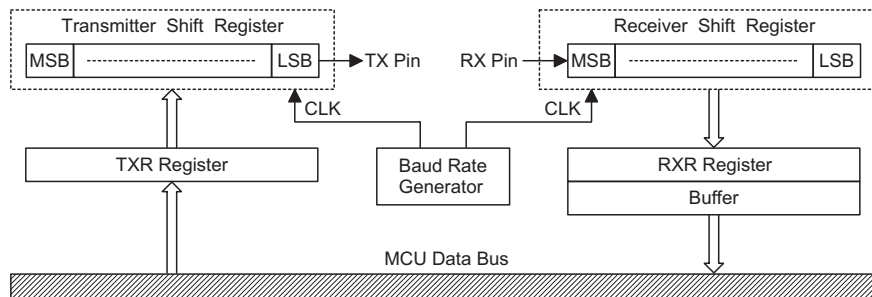 Transmitter Shift Register
MSB
LSB
TX Pin
CLK
TXR Register
Receiver Shift Register
RX Pin
MSB
LSB
CLK
Baud Rate
Generator
RXR Register
Buffer
MCU Data Bus